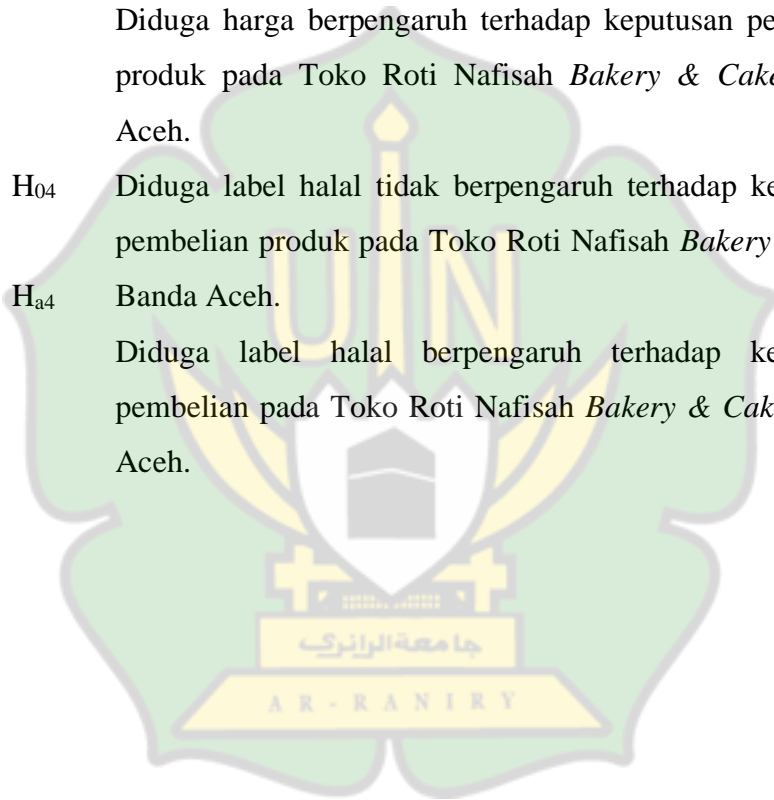 Diduga harga berpengaruh terhadap keputusan pe
produk pada Toko Roti Nafisah Bakery & Cake
Aceh.
H04 Diduga label halal tidak berpengaruh terhadap ke
pembelian produk pada Toko Roti Nafisah Bakery
Ha4 Banda Aceh.
Diduga label halal berpengaruh terhadap ke
pembelian pada Toko Roti Nafisah Bakery & Cak
Aceh.
UIN
جامعة الرانري
AR-RANIRY